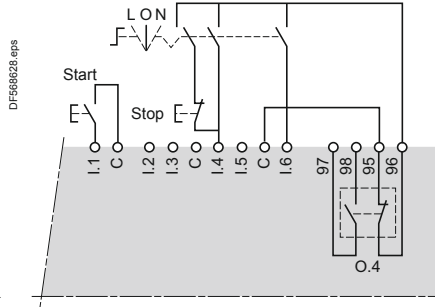 L O N
DF568628.eps
Start
Stop
I.1 C I.2 I.3 C I.4 I.5 C I.6 97 98 95 96
O.4